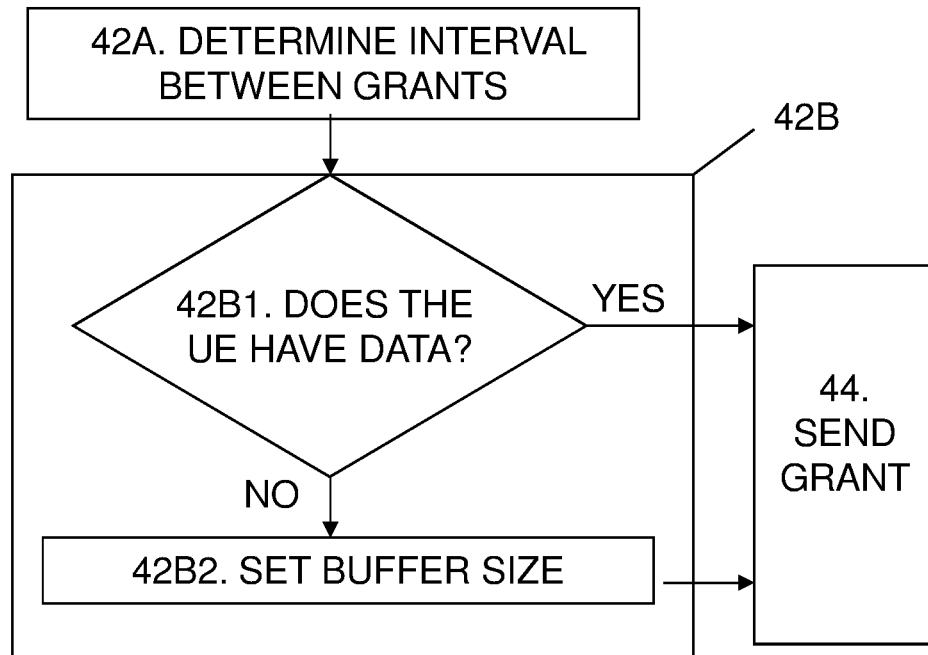 42A. DETERMINE INTERVAL
BETWEEN GRANTS
42B
42B1. DOES THE
UE HAVE DATA?
YES
NO
44.
SEND
GRANT
42B2. SET BUFFER SIZE